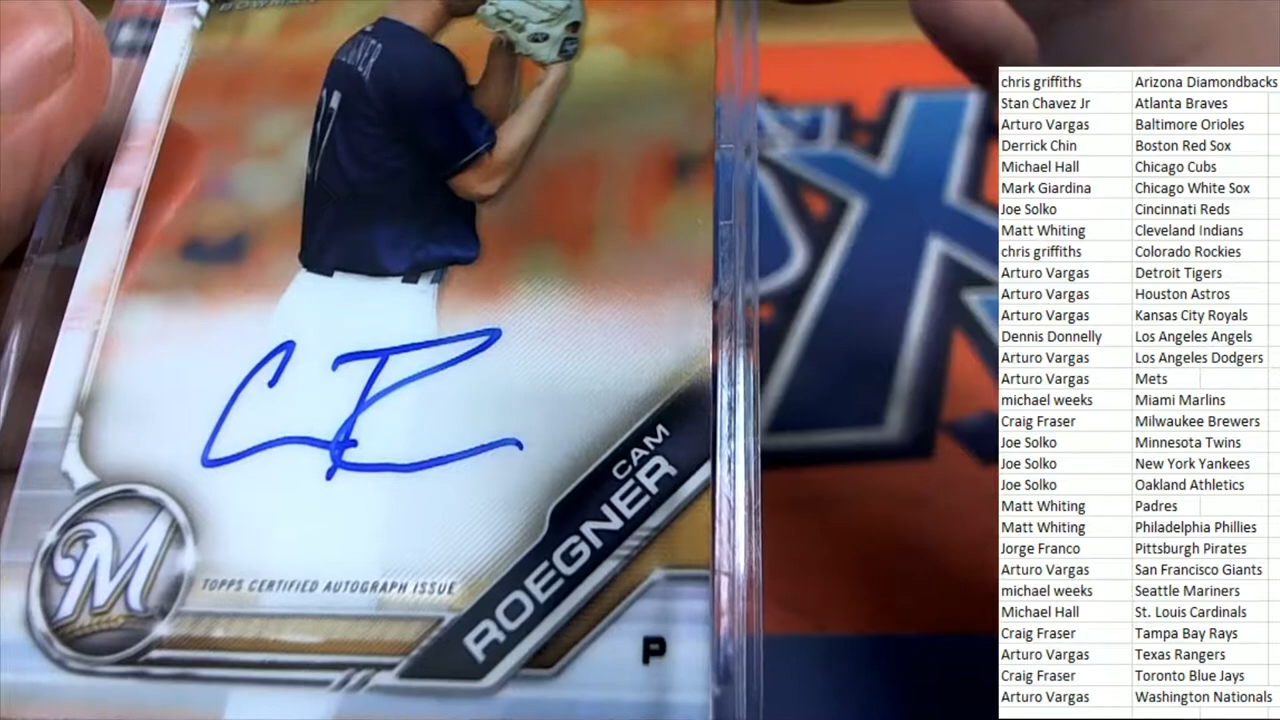 BOWMAN
ROEGNER
17
CAM
ROEGNER
M
TOPPS CERTIFIED AUTOGRAPH ISSUE
P
chris griffiths Arizona Diamondbacks
Stan Chavez Jr Atlanta Braves
Arturo Vargas Baltimore Orioles
Derrick Chin Boston Red Sox
Michael Hall Chicago Cubs
Mark Giardina Chicago White Sox
Joe Solko Cincinnati Reds
Matt Whiting Cleveland Indians
chris griffiths Colorado Rockies
Arturo Vargas Detroit Tigers
Arturo Vargas Houston Astros
Arturo Vargas Kansas City Royals
Dennis Donnelly Los Angeles Angels
Arturo Vargas Los Angeles Dodgers
Arturo Vargas Mets
michael weeks Miami Marlins
Craig Fraser Milwaukee Brewers
Joe Solko Minnesota Twins
Joe Solko New York Yankees
Joe Solko Oakland Athletics
Matt Whiting Padres
Matt Whiting Philadelphia Phillies
Jorge Franco Pittsburgh Pirates
Arturo Vargas San Francisco Giants
michael weeks Seattle Mariners
Michael Hall St. Louis Cardinals
Craig Fraser Tampa Bay Rays
Arturo Vargas Texas Rangers
Craig Fraser Toronto Blue Jays
Arturo Vargas Washington Nationals